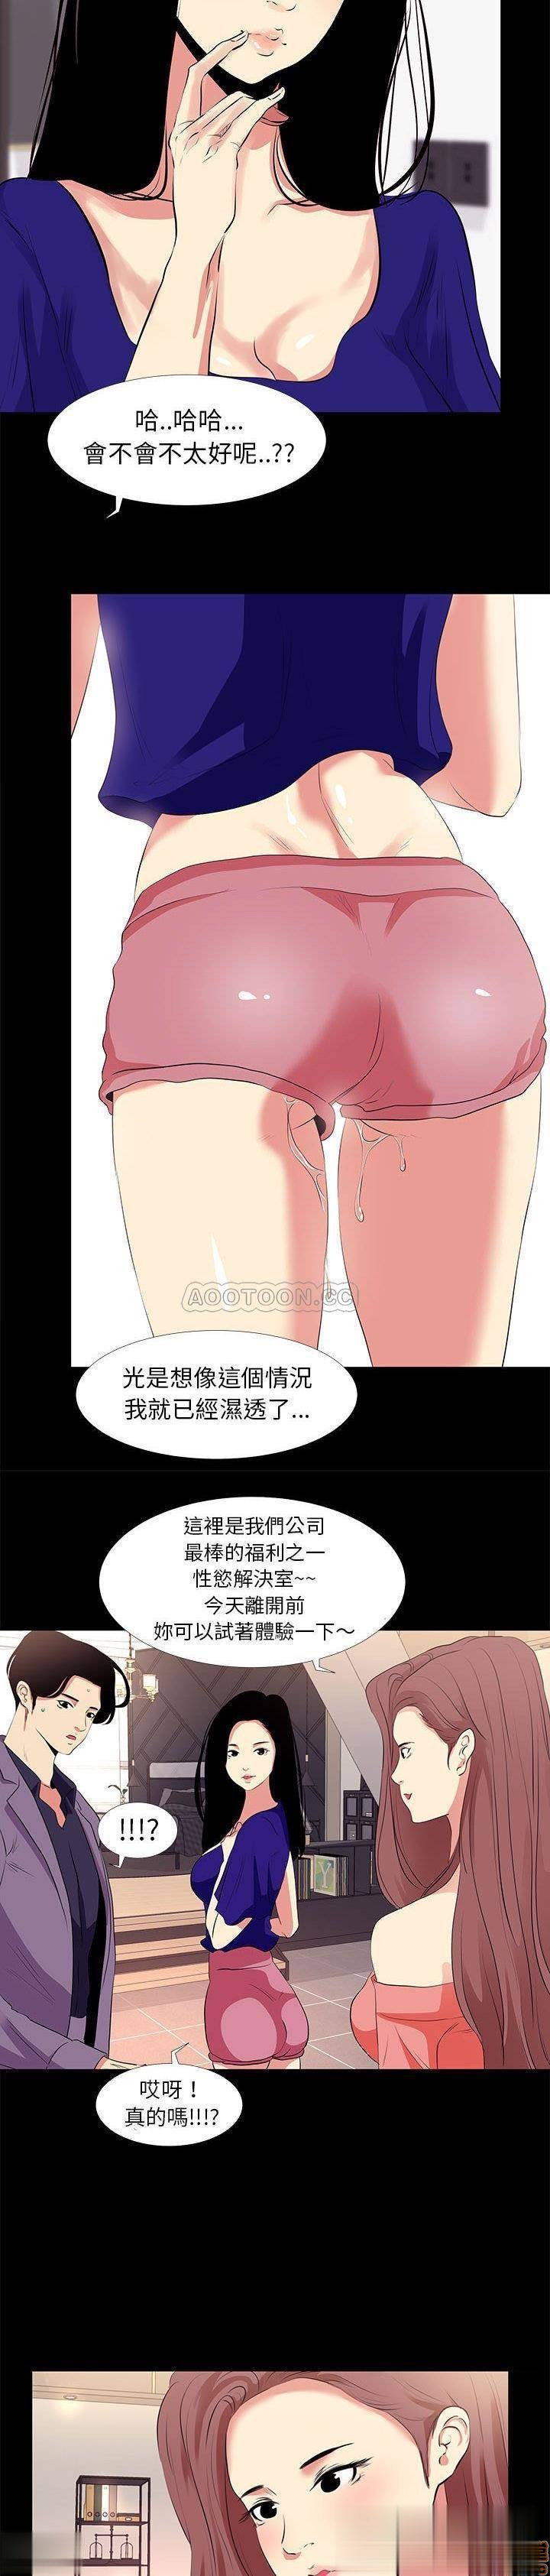 哈..哈哈...
會不會不太好呢..??
AOOTOON.CC
光是想像這個情況
我就已經濕透了...
這裡是我們公司
最棒的福利之一
性慾解決室~~
今天離開前
妳可以試著體驗一下～
!!!?
Y
哎呀！
真的嗎!!!?